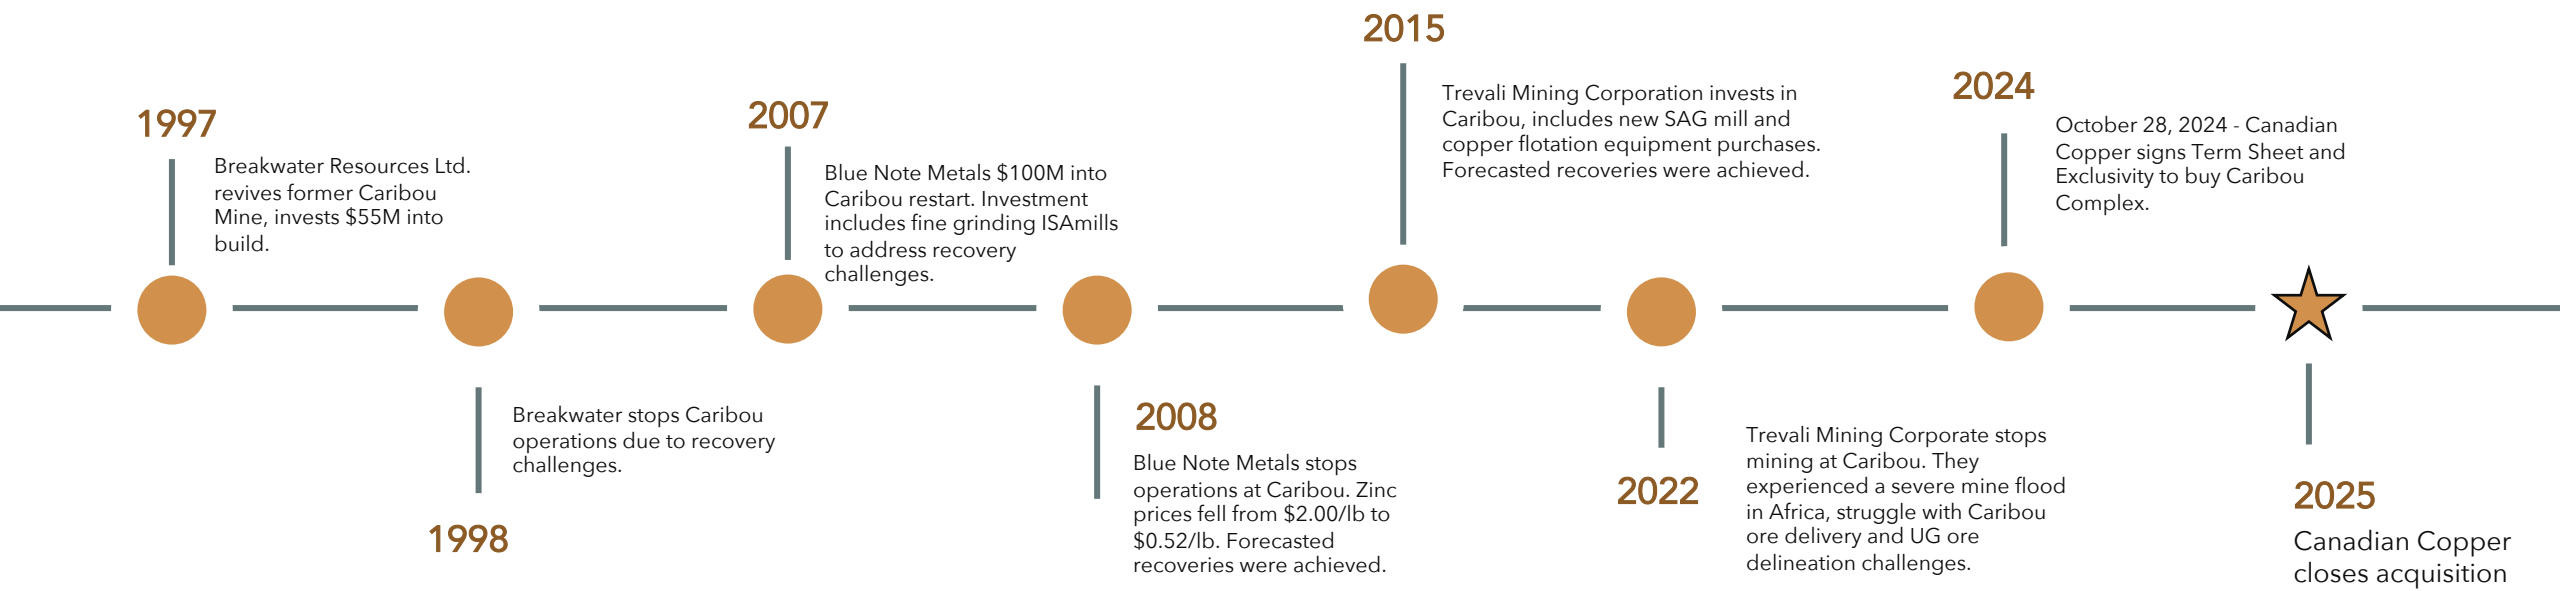 1997
Breakwater Resources Ltd.
revives former Caribou
Mine, invests $55M into
build.
Breakwater stops Caribou
operations due to recovery
challenges.
1998
2007
Blue Note Metals $100M into
Caribou restart. Investment
includes fine grinding ISAmills
to address recovery
challenges.
2008
Blue Note Metals stops
operations at Caribou. Zinc
prices fell from $2.00/lb to
$0.52/lb. Forecasted
recoveries were achieved.
2015
Trevali Mining Corporation invests in
Caribou, includes new SAG mill and
copper flotation equipment purchases.
Forecasted recoveries were achieved.
2022
Trevali Mining Corporate stops
mining at Caribou. They
experienced a severe mine flood
in Africa, struggle with Caribou
ore delivery and UG ore
delineation challenges.
2024
October 28, 2024 - Canadian
Copper signs Term Sheet and
Exclusivity to buy Caribou
Complex.
2025
Canadian Copper
closes acquisition